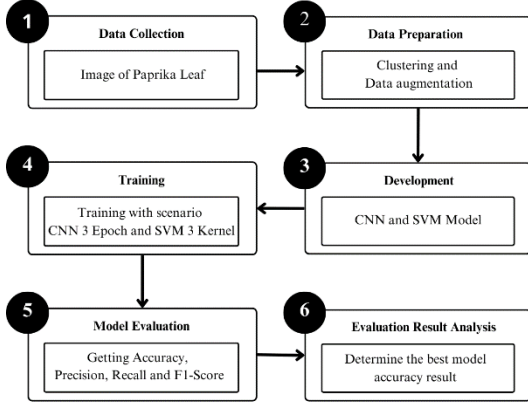 1
Data Collection
Image of Paprika Leaf
2
Data Preparation
Clustering and
Data augmentation
3
Development
CNN and SVM Model
4
Training
Training with scenario
CNN 3 Epoch and SVM 3 Kernel
5
Model Evaluation
Getting Accuracy,
Precision, Recall and F1-Score
6
Evaluation Result Analysis
Determine the best model
accuracy result